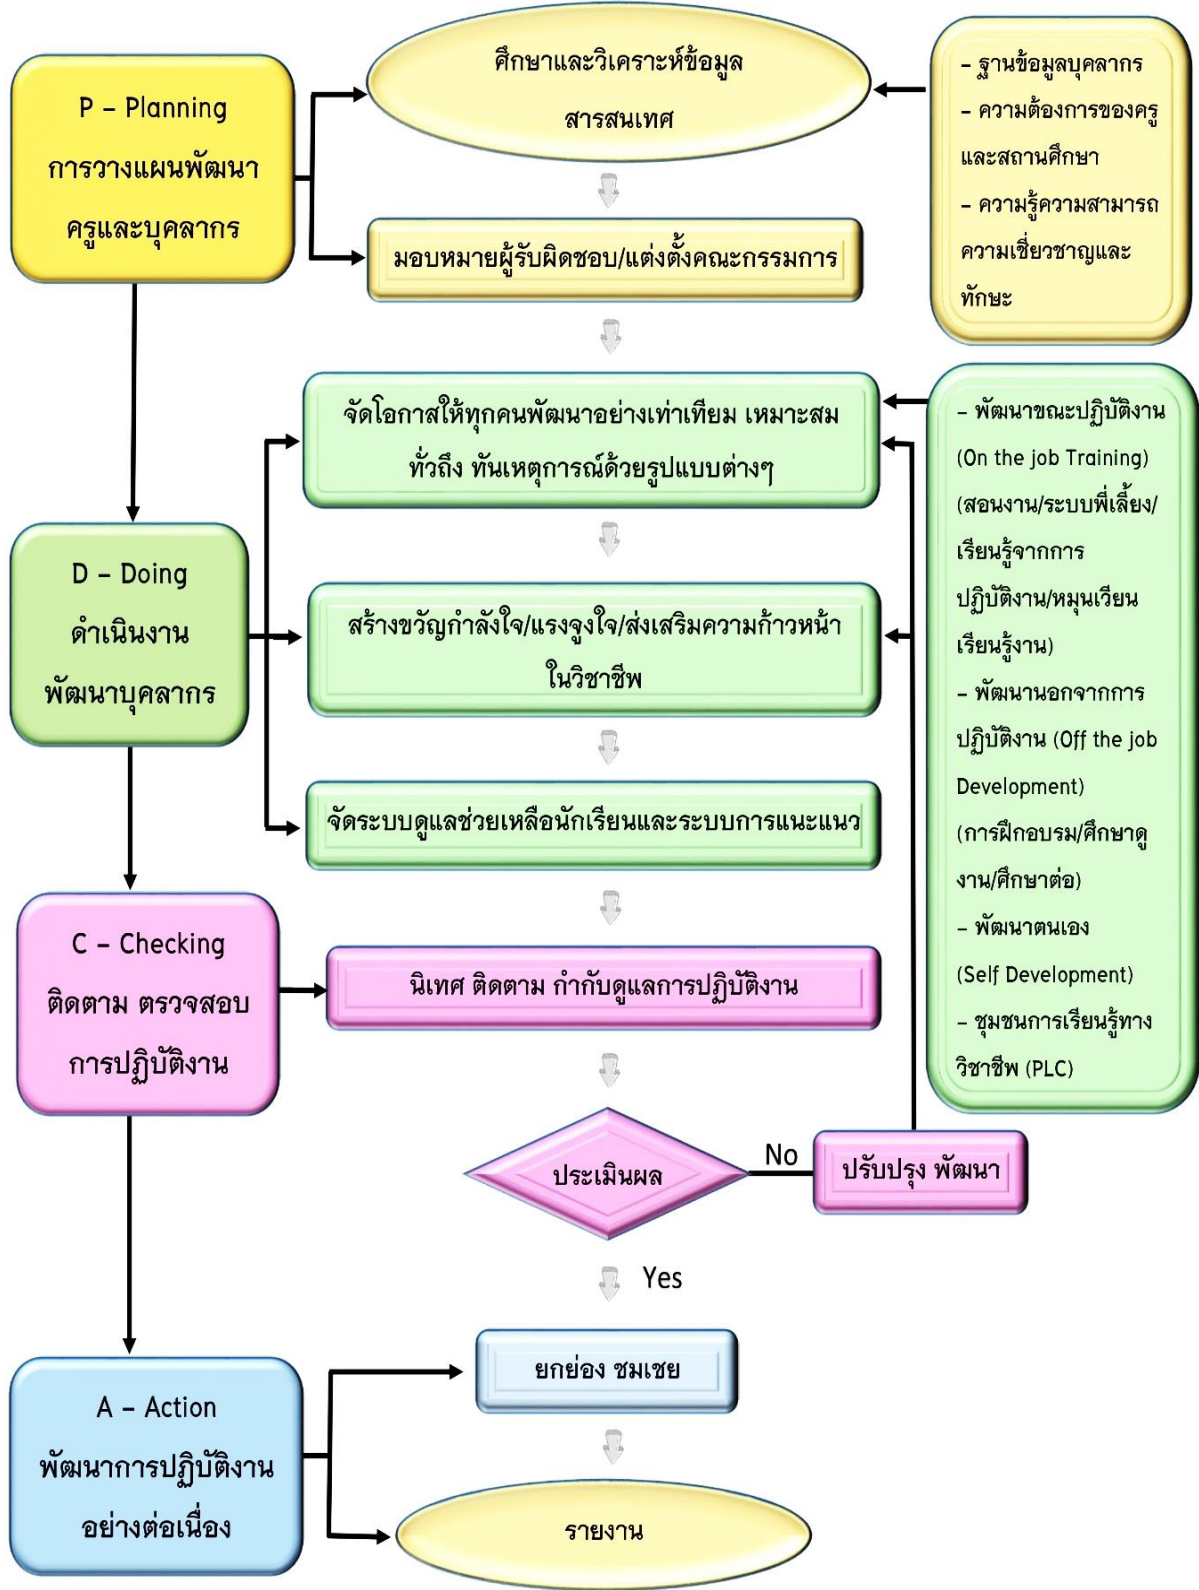 P – Planning
การวางแผนพัฒนา
ครูและบุคลากร
ศึกษาและวิเคราะห์ข้อมูล
สารสนเทศ
– ฐานข้อมูลบุคลากร
– ความต้องการของครู
และสถานศึกษา
– ความรู้ความสามารถ
ความเชี่ยวชาญและ
ทักษะ
มอบหมายผู้รับผิดชอบ/แต่งตั้งคณะกรรมการ
D – Doing
ดำเนินงาน
พัฒนาบุคลากร
จัดโอกาสให้ทุกคนพัฒนาอย่างเท่าเทียม เหมาะสม
ทั่วถึง ทันเหตุการณ์ด้วยรูปแบบต่างๆ
สร้างขวัญกำลังใจ/แรงจูงใจ/ส่งเสริมความก้าวหน้า
ในวิชาชีพ
จัดระบบดูแลช่วยเหลือนักเรียนและระบบการแนะแนว
– พัฒนาขณะปฏิบัติงาน
(On the job Training)
(สอนงาน/ระบบพี่เลี้ยง/
เรียนรู้จากการ
ปฏิบัติงาน/หมุนเวียน
เรียนรู้งาน)
– พัฒนานอกจากการ
ปฏิบัติงาน (Off the job
Development)
(การฝึกอบรม/ศึกษาดู
งาน/ศึกษาต่อ)
– พัฒนาตนเอง
(Self Development)
– ชุมชนการเรียนรู้ทาง
วิชาชีพ (PLC)
C – Checking
ติดตาม ตรวจสอบ
การปฏิบัติงาน
นิเทศ ติดตาม กำกับดูแลการปฏิบัติงาน
ประเมินผล
No
ปรับปรุง พัฒนา
Yes
A – Action
พัฒนาการปฏิบัติงาน
อย่างต่อเนื่อง
ยกย่อง ชมเชย
รายงาน